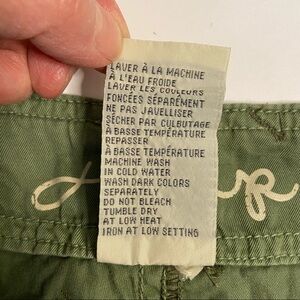 LAVER À LA MACHINE
À L'EAU FROIDE
LAVER LES COULEURS
FONCÉES SÉPARÉMENT
NE PAS JAVELLISER
SÉCHER PAR CULBUTAGE
À BASSE TEMPÉRATURE
REPASSER
À BASSE TEMPÉRATURE
MACHINE WASH
IN COLD WATER
WASH DARK COLORS
SEPARATELY
DO NOT BLEACH
TUMBLE DRY
AT LOW HEAT
IRON AT LOW SETTING